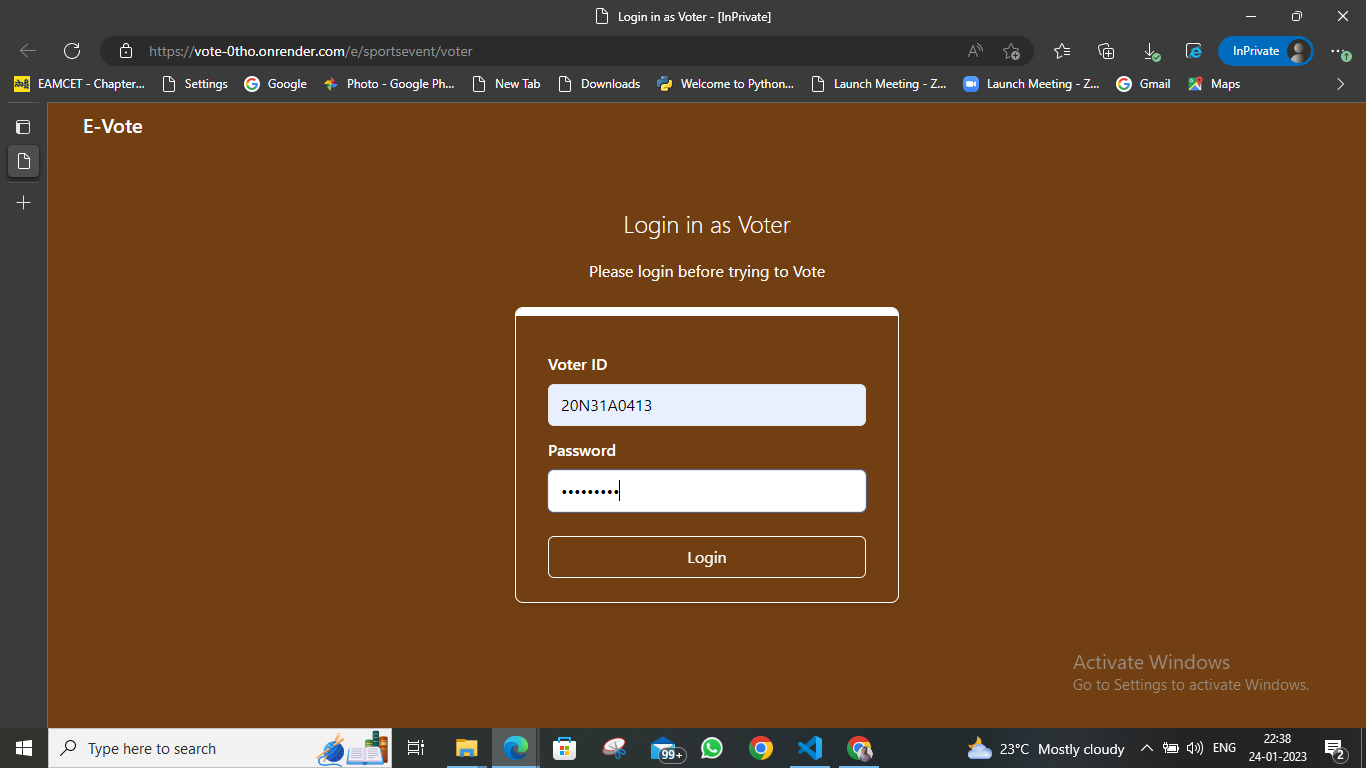 Login in as Voter - [InPrivate]
https://vote-0tho.onrender.com/e/sportsevent/voter
InPrivate
EAMCET - Chapter...
Settings
Google
Photo - Google Ph...
New Tab
Downloads
Welcome to Python...
Launch Meeting - Z...
Launch Meeting - Z...
Gmail
Maps
E-Vote
Login in as Voter
Please login before trying to Vote
Voter ID
20N31A0413
Password
•••••••••
Login
Activate Windows
Go to Settings to activate Windows.
Type here to search
99+
23°C Mostly cloudy
ENG
22:38
24-01-2023
2